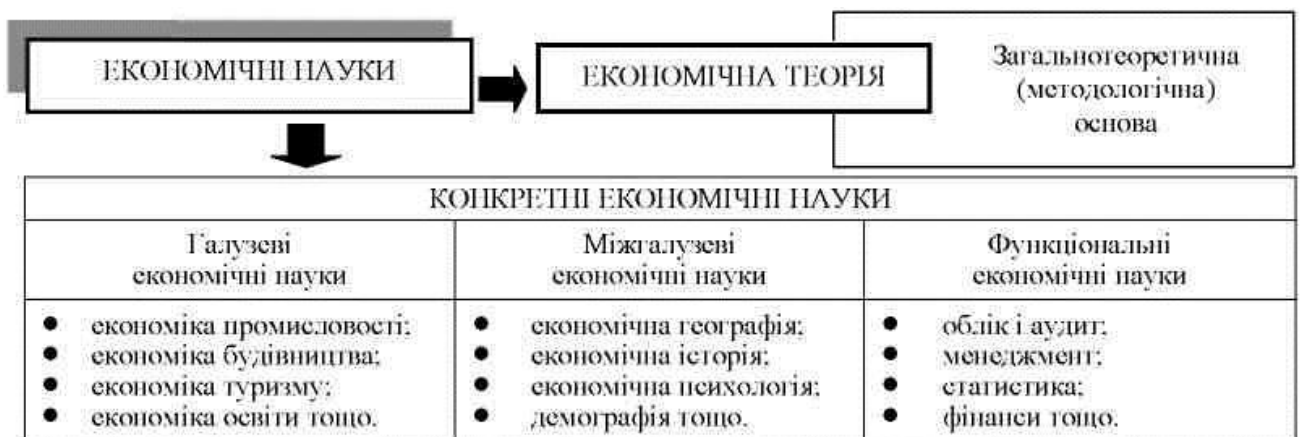 ЕКОНОМІЧНІ НАУКИ
ЕКОНОМІЧНА ТЕОРІЯ
Загальнотеоретична
(методологічна)
основа
КОНКРЕТНІ ЕКОНОМІЧНІ НАУКИ
Галузеві
економічні науки
Міжгалузеві
економічні науки
Функціональні
економічні науки
● економіка промисловості;
● економіка будівництва;
● економіка туризму;
● економіка освіти тощо.
● економічна географія;
● економічна історія;
● економічна психологія;
● демографія тощо.
● облік і аудит;
● менеджмент;
● статистика;
● фінанси тощо.